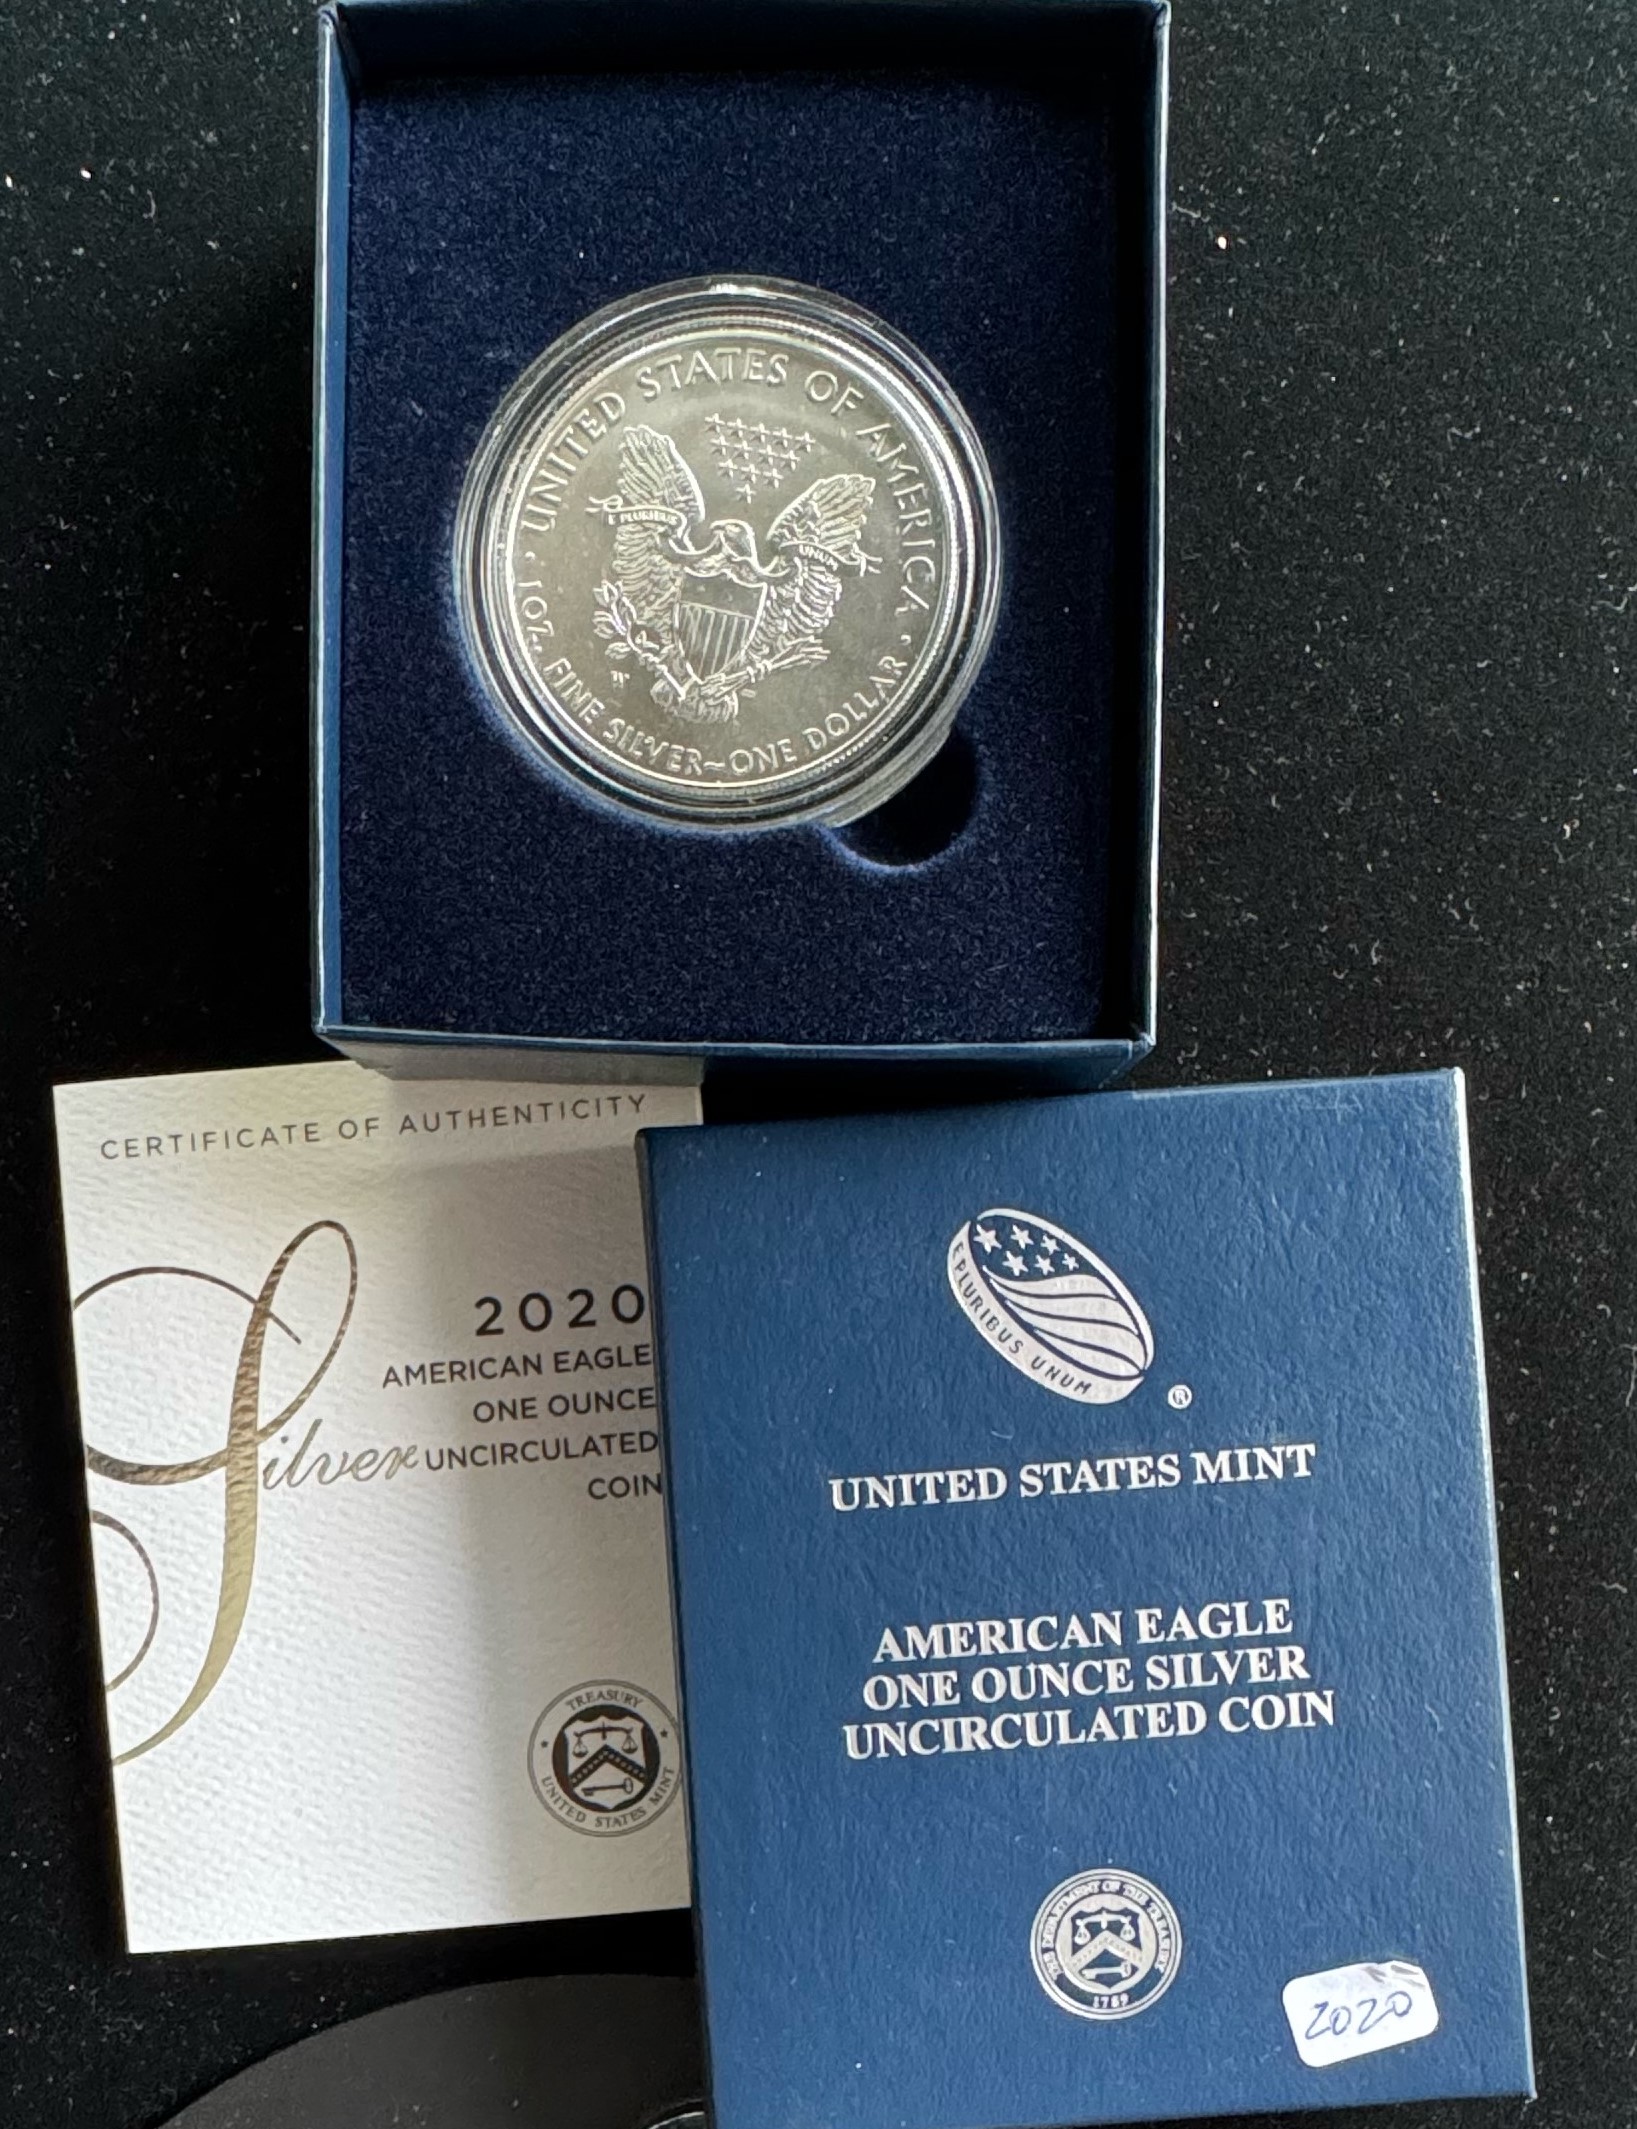 UNITED STATES OF AMERICA
E PLURIBUS
UNUM
W
1 OZ. FINE SILVER~ONE DOLLAR
CERTIFICATE OF AUTHENTICITY
2020
AMERICAN EAGLE
ONE OUNCE
Silver UNCIRCULATED
COIN
TREASURY
UNITED STATES MINT
E PLURIBUS UNUM
®
UNITED STATES MINT
AMERICAN EAGLE
ONE OUNCE SILVER
UNCIRCULATED COIN
THE DEPARTMENT OF THE TREASURY
1789
2020